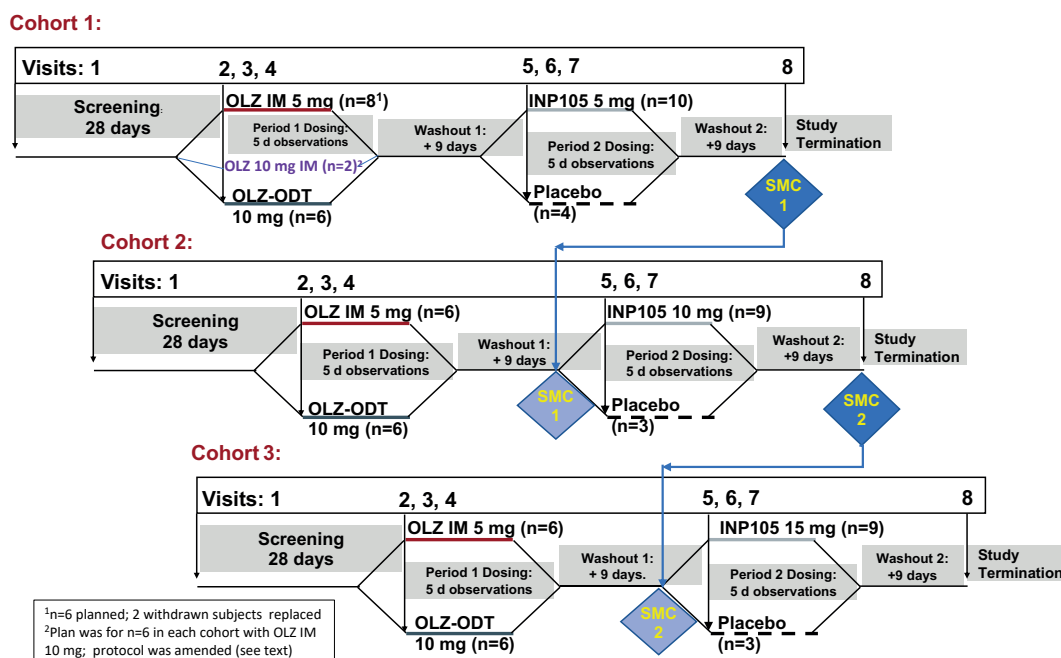 Cohort 1:
Visits: 1
2, 3, 4
5, 6, 7
8
Screening:
28 days
OLZ IM 5 mg (n=8¹)
Period 1 Dosing:
5 d observations
OLZ 10 mg IM (n=2)²
OLZ-ODT
10 mg (n=6)
Washout 1:
+ 9 days
INP105 5 mg (n=10)
Period 2 Dosing:
5 d observations
Placebo
(n=4)
Washout 2:
+9 days
Study
Termination
SMC
1
Cohort 2:
Visits: 1
2, 3, 4
5, 6, 7
8
Screening
28 days
OLZ IM 5 mg (n=6)
Period 1 Dosing:
5 d observations
OLZ-ODT
10 mg (n=6)
Washout 1:
+ 9 days
SMC
1
INP105 10 mg (n=9)
Period 2 Dosing:
5 d observations
Placebo
(n=3)
Washout 2:
+9 days
Study
Termination
SMC
2
Cohort 3:
Visits: 1
2, 3, 4
5, 6, 7
8
Screening
28 days
OLZ IM 5 mg (n=6)
Period 1 Dosing:
5 d observations
OLZ-ODT
10 mg (n=6)
Washout 1:
+ 9 days.
SMC
2
INP105 15 mg (n=9)
Period 2 Dosing:
5 d observations
Placebo
(n=3)
Washout 2:
+9 days
Study
Termination
¹n=6 planned; 2 withdrawn subjects replaced
²Plan was for n=6 in each cohort with OLZ IM
10 mg; protocol was amended (see text)